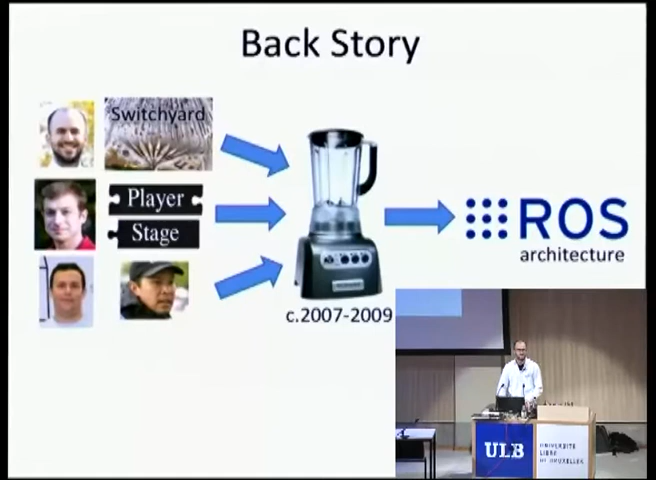 Back Story
Switchyard
Player
Stage
ROS
architecture
c.2007-2009
ULB
UNIVERSITÉ
LIBRE
DE BRUXELLES